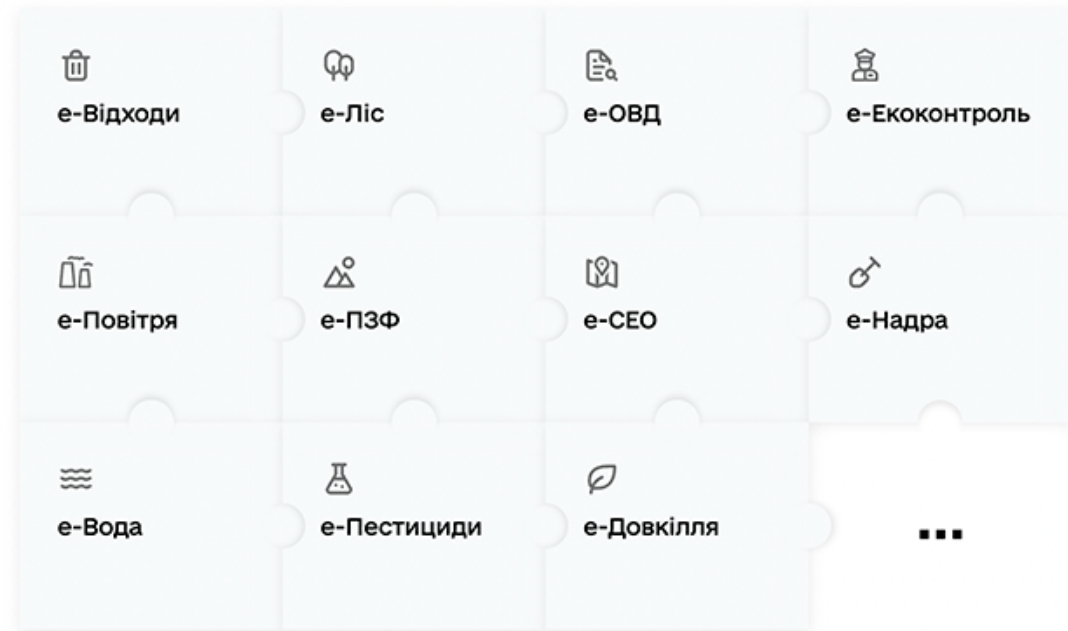 е-Відходи
е-Ліс
е-ОВД
е-Екоконтроль
е-Повітря
е-ПЗФ
е-СЕО
е-Надра
е-Вода
е-Пестициди
е-Довкілля
...